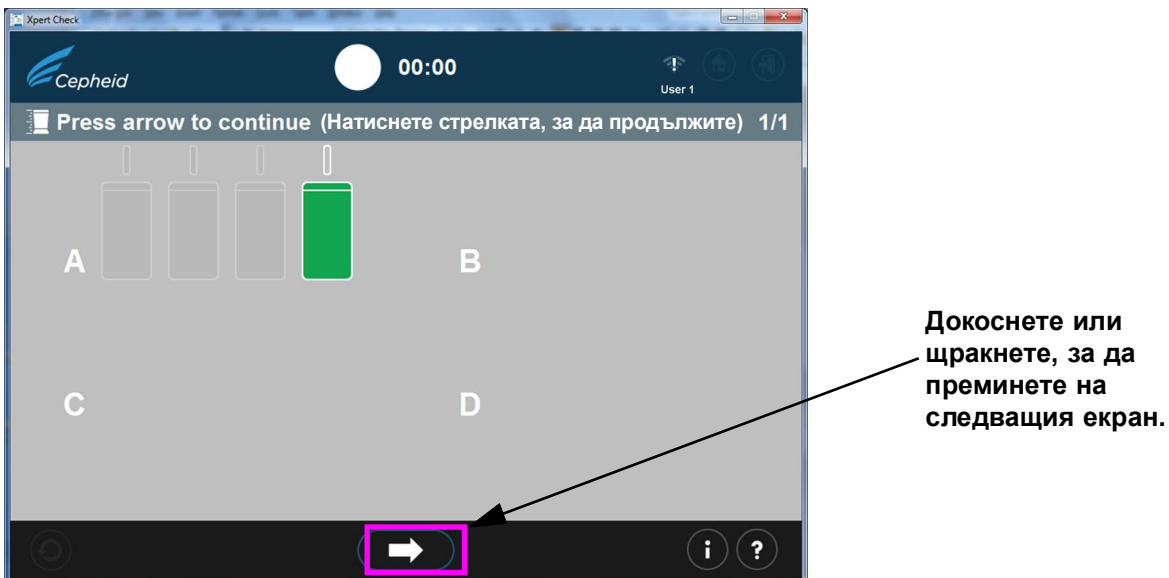 Xpert Check
Cepheid
00:00
User 1
Press arrow to continue (Натиснете стрелката, за да продължите) 1/1
A
B
C
D
Докоснете или
щракнете, за да
преминете на
следващия екран.
i ?